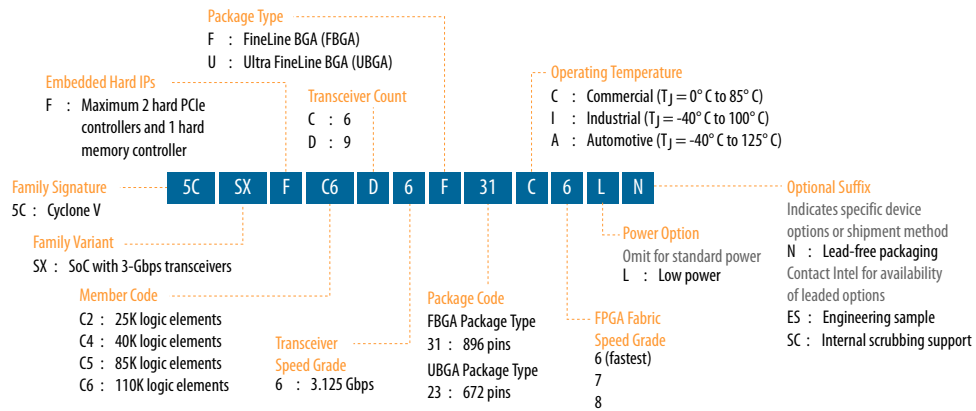 Package Type
F : FineLine BGA (FBGA)
U : Ultra FineLine BGA (UBGA)
Embedded Hard IPs
F : Maximum 2 hard PCIe
controllers and 1 hard
memory controller
Transceiver Count
C : 6
D : 9
Operating Temperature
C : Commercial (TJ = 0° C to 85° C)
I : Industrial (TJ = -40° C to 100° C)
A : Automotive (TJ = -40° C to 125° C)
Family Signature
5C : Cyclone V
5C SX F C6 D 6 F 31 C 6 L N
Optional Suffix
Indicates specific device
options or shipment method
N : Lead-free packaging
Contact Intel for availability
of leaded options
ES : Engineering sample
SC : Internal scrubbing support
Family Variant
SX : SoC with 3-Gbps transceivers
Power Option
Omit for standard power
L : Low power
Member Code
C2 : 25K logic elements
C4 : 40K logic elements
C5 : 85K logic elements
C6 : 110K logic elements
Transceiver
Speed Grade
6 : 3.125 Gbps
Package Code
FBGA Package Type
31 : 896 pins
UBGA Package Type
23 : 672 pins
FPGA Fabric
Speed Grade
6 (fastest)
7
8